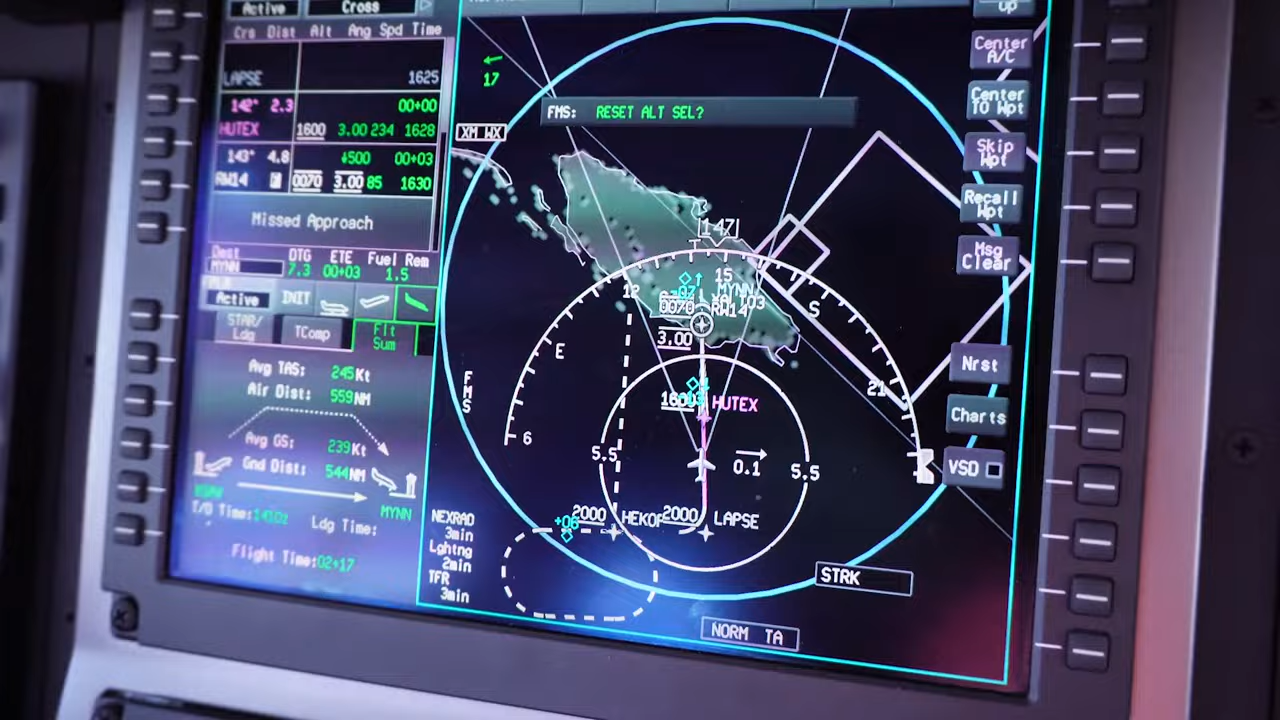 Active Cross
Crs Dist Alt Ang Spd Time
LAPSE 1625
142° 2.3 00+00
HUTEX 1600 3.00 234 1628
143° 4.8 ↓500 00+03
RW14 0070 3.00 85 1630
Missed Approach
Dest DTG ETE Fuel Rem
MYNN 7.3 00+03 1.5
Active INIT
STAR/
Ldg
TComp
Flt
Sum
Avg TAS: 245Kt
Air Dist: 559NM
Avg GS: 239Kt
Gnd Dist: 544NM
MYNN
T/O Time:
Ldg Time:
Flight Time:02+17
17
XM WX
FMS: RESET ALT SEL?
[147]
12 15 S 21
E
6
MYNN
RW14
0070
3.00
HUTEX
FMS
5.5 5.5
0.1
+06
2000 2000 LAPSE
NEXRAD
3min
Lghtng
2min
TFR
3min
STRK
NORM TA
Up
Center
A/C
Center
TO Wpt
Skip
Wpt
Recall
Wpt
Msg
Clear
Nrst
Charts
VSD